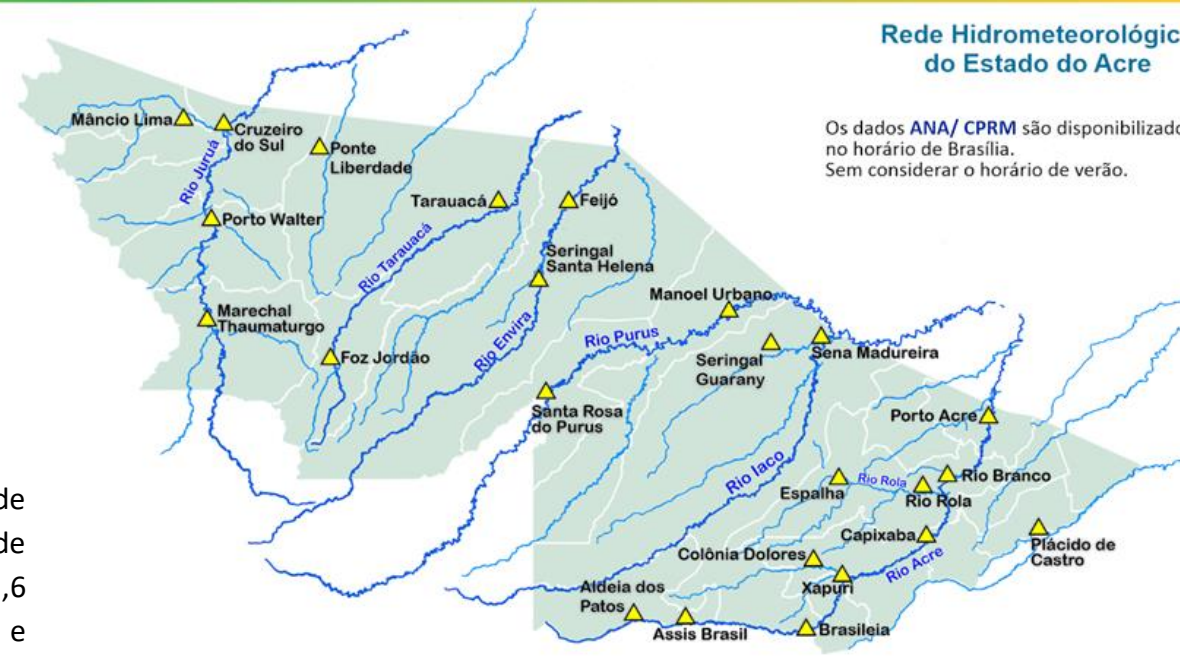 Rede Hidrometeorológic
do Estado do Acre
Os dados ANA/ CPRM são disponibilizado
no horário de Brasília.
Sem considerar o horário de verão.
Mâncio Lima
Cruzeiro
do Sul
Ponte
Liberdade
Rio Juruá
Porto Walter
Tarauacá
Feijó
Rio Tarauacá
Seringal
Santa Helena
Marechal
Thaumaturgo
Foz Jordão
Rio Envira
Manoel Urbano
Rio Purus
Seringal
Guarany
Sena Madureira
Santa Rosa
do Purus
Porto Acre
Rio Iaco
Espalha
Rio Rola
Rio Rola
Rio Branco
Capixaba
Plácido de
Castro
Colônia Dolores
Rio Acre
Xapuri
Aldeia dos
Patos
Assis Brasil
Brasileia
de
de
,6
e